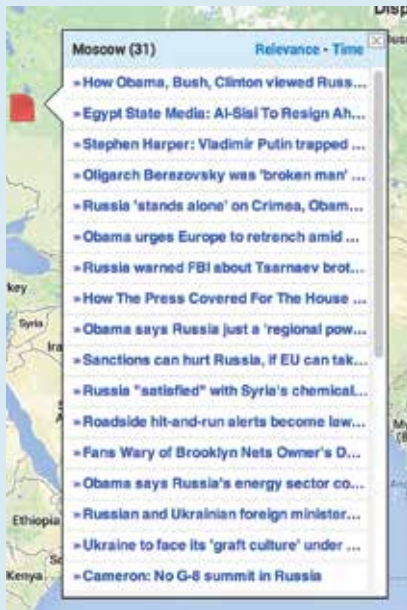 Disp
Moscow (31) Relevance - Time
» How Obama, Bush, Clinton viewed Russ...
» Egypt State Media: Al-Sisi To Resign Ah...
» Stephen Harper: Vladimir Putin trapped ...
» Oligarch Berezovsky was 'broken man' ...
» Russia 'stands alone' on Crimea, Obam...
» Obama urges Europe to retrench amid ...
» Russia warned FBI about Tsarnaev brot...
» How The Press Covered For The House ...
» Obama says Russia just a 'regional pow...
» Sanctions can hurt Russia, if EU can tak...
» Russia "satisfied" with Syria's chemical...
» Roadside hit-and-run alerts become law...
» Fans Wary of Brooklyn Nets Owner's D...
» Obama says Russia's energy sector co...
» Russian and Ukrainian foreign minister...
» Ukraine to face its 'graft culture' under ...
» Cameron: No G-8 summit in Russia
key
Syria
Ira
Ethiopia
Kenya